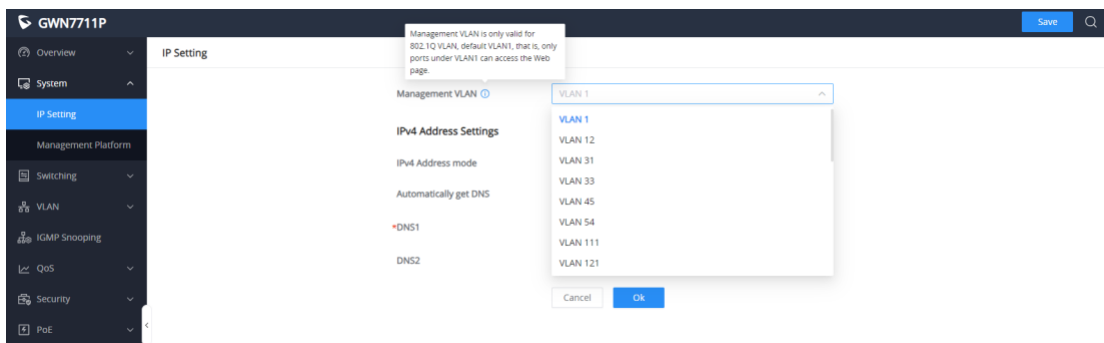 GWN7711P
Save
Overview
System
IP Setting
Management Platform
Switching
VLAN
IGMP Snooping
QoS
Security
PoE
IP Setting
Management VLAN is only valid for
802.1Q VLAN, default VLAN1, that is, only
ports under VLAN1 can access the Web
page.
Management VLAN
VLAN 1
VLAN 1
VLAN 12
VLAN 31
VLAN 33
VLAN 45
VLAN 54
VLAN 111
VLAN 121
IPv4 Address Settings
IPv4 Address mode
Automatically get DNS
*DNS1
DNS2
Cancel
Ok